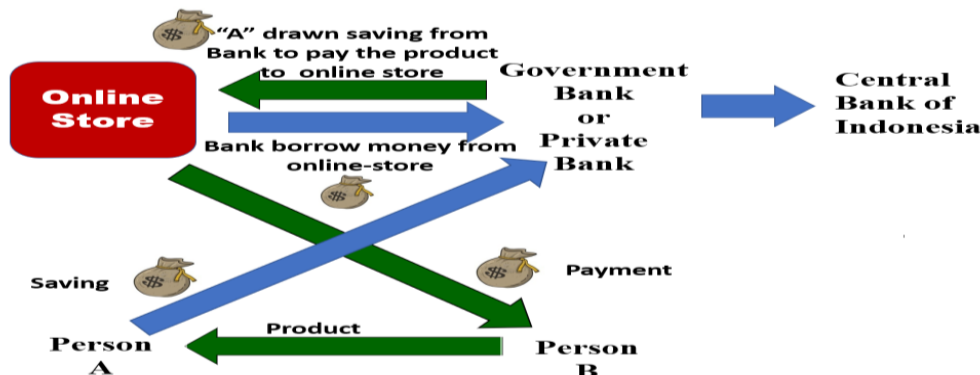 “A” drawn saving from
Bank to pay the product
to online store
Online
Store
Government
Bank
or
Private
Bank
Central
Bank of
Indonesia
Bank borrow money from
online-store
$
$
$
$
Saving
Payment
Product
Person
A
Person
B